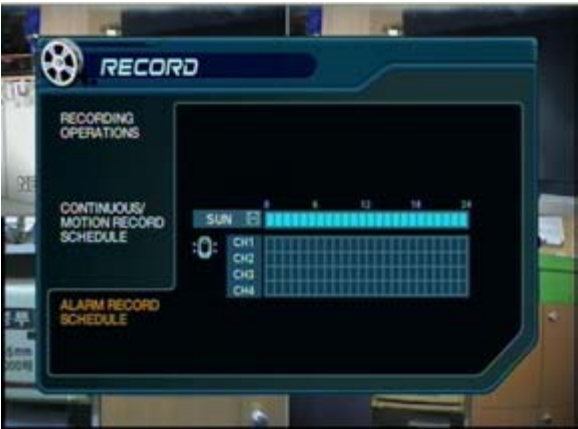 RECORD
RECORDING
OPERATIONS
CONTINUOUS/
MOTION RECORD
SCHEDULE
0 6 12 18 24
SUN
CH1
CH2
CH3
CH4
ALARM RECORD
SCHEDULE